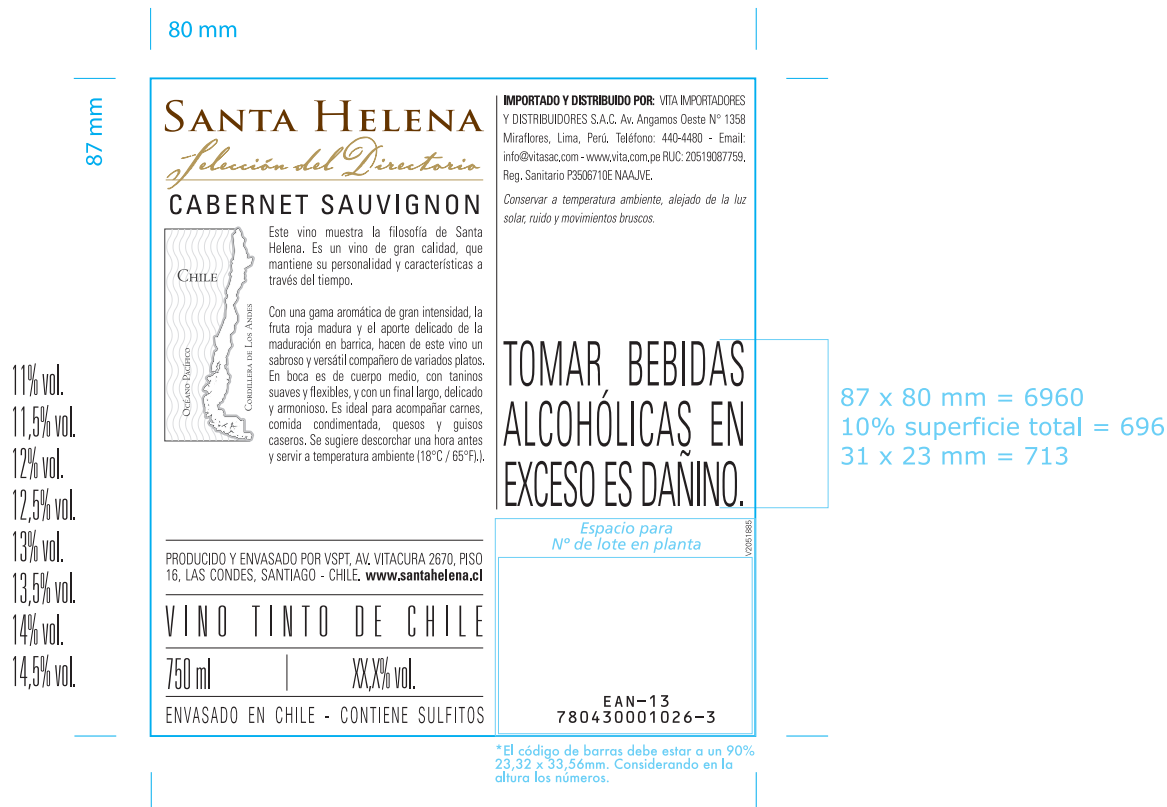 80 mm
87 mm
SANTA HELENA
Selección del Directorio
CABERNET SAUVIGNON
CHILE
OCÉANO PACÍFICO
CORDILLERA DE LOS ANDES
Este vino muestra la filosofía de Santa
Helena. Es un vino de gran calidad, que
mantiene su personalidad y características a
través del tiempo.
Con una gama aromática de gran intensidad, la
fruta roja madura y el aporte delicado de la
maduración en barrica, hacen de este vino un
sabroso y versátil compañero de variados platos.
En boca es de cuerpo medio, con taninos
suaves y flexibles, y con un final largo, delicado
y armonioso. Es ideal para acompañar carnes,
comida condimentada, quesos y guisos
caseros. Se sugiere descorchar una hora antes
y servir a temperatura ambiente (18°C / 65°F).).
PRODUCIDO Y ENVASADO POR VSPT, AV. VITACURA 2670, PISO
16, LAS CONDES, SANTIAGO - CHILE. www.santahelena.cl
VINO TINTO DE CHILE
750 ml
XX,X% vol.
ENVASADO EN CHILE - CONTIENE SULFITOS
IMPORTADO Y DISTRIBUIDO POR: VITA IMPORTADORES
Y DISTRIBUIDORES S.A.C. Av. Angamos Oeste N° 1358
Miraflores, Lima, Perú. Teléfono: 440-4480 - Email:
info@vitasac,com - www,vita,com,pe RUC: 20519087759,
Reg. Sanitario P3506710E NAAJVE.
Conservar a temperatura ambiente, alejado de la luz
solar, ruido y movimientos bruscos.
TOMAR BEBIDAS
ALCOHÓLICAS EN
EXCESO ES DAÑINO.
Espacio para
Nº de lote en planta
V2051885
EAN-13
780430001026-3
*El código de barras debe estar a un 90%
23,32 x 33,56mm. Considerando en la
altura los números.
11% vol.
11,5% vol.
12% vol.
12,5% vol.
13% vol.
13,5% vol.
14% vol.
14,5% vol.
87 x 80 mm = 6960
10% superficie total = 696
31 x 23 mm = 713